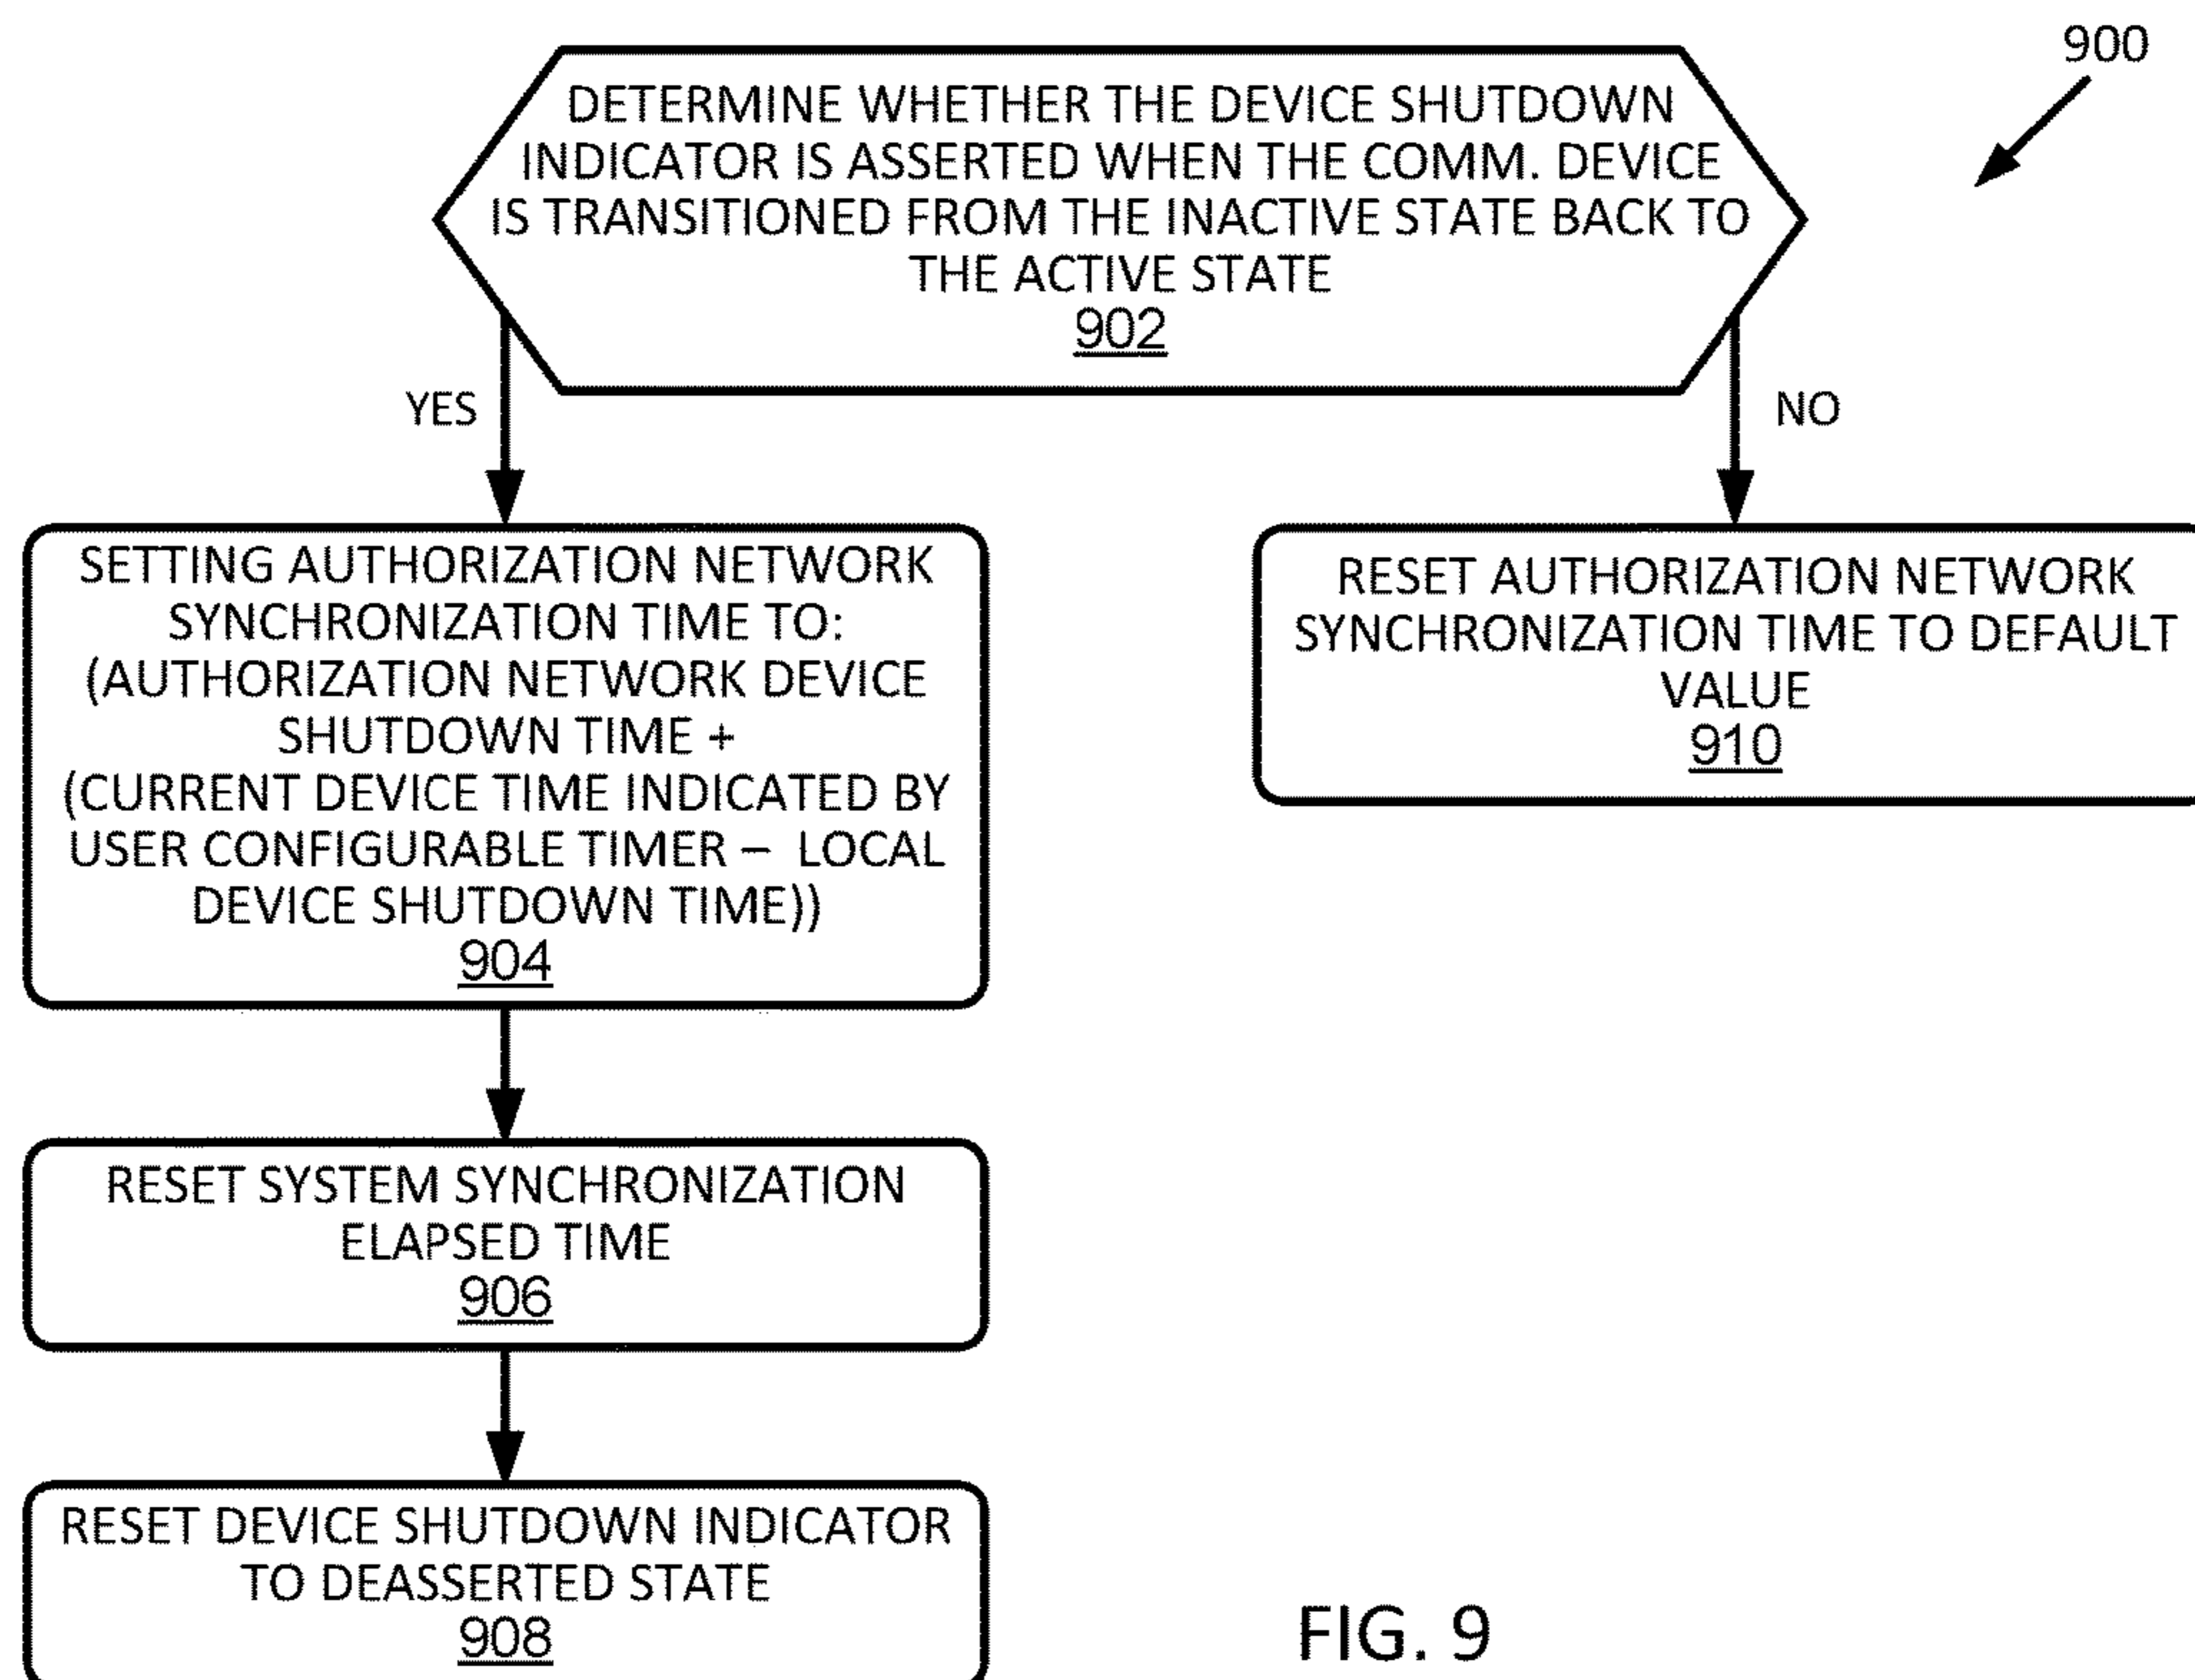 900
DETERMINE WHETHER THE DEVICE SHUTDOWN
INDICATOR IS ASSERTED WHEN THE COMM. DEVICE
IS TRANSITIONED FROM THE INACTIVE STATE BACK TO
THE ACTIVE STATE
902
YES
NO
SETTING AUTHORIZATION NETWORK
SYNCHRONIZATION TIME TO:
(AUTHORIZATION NETWORK DEVICE
SHUTDOWN TIME +
(CURRENT DEVICE TIME INDICATED BY
USER CONFIGURABLE TIMER – LOCAL
DEVICE SHUTDOWN TIME))
904
RESET AUTHORIZATION NETWORK
SYNCHRONIZATION TIME TO DEFAULT
VALUE
910
RESET SYSTEM SYNCHRONIZATION
ELAPSED TIME
906
RESET DEVICE SHUTDOWN INDICATOR
TO DEASSERTED STATE
908
FIG. 9